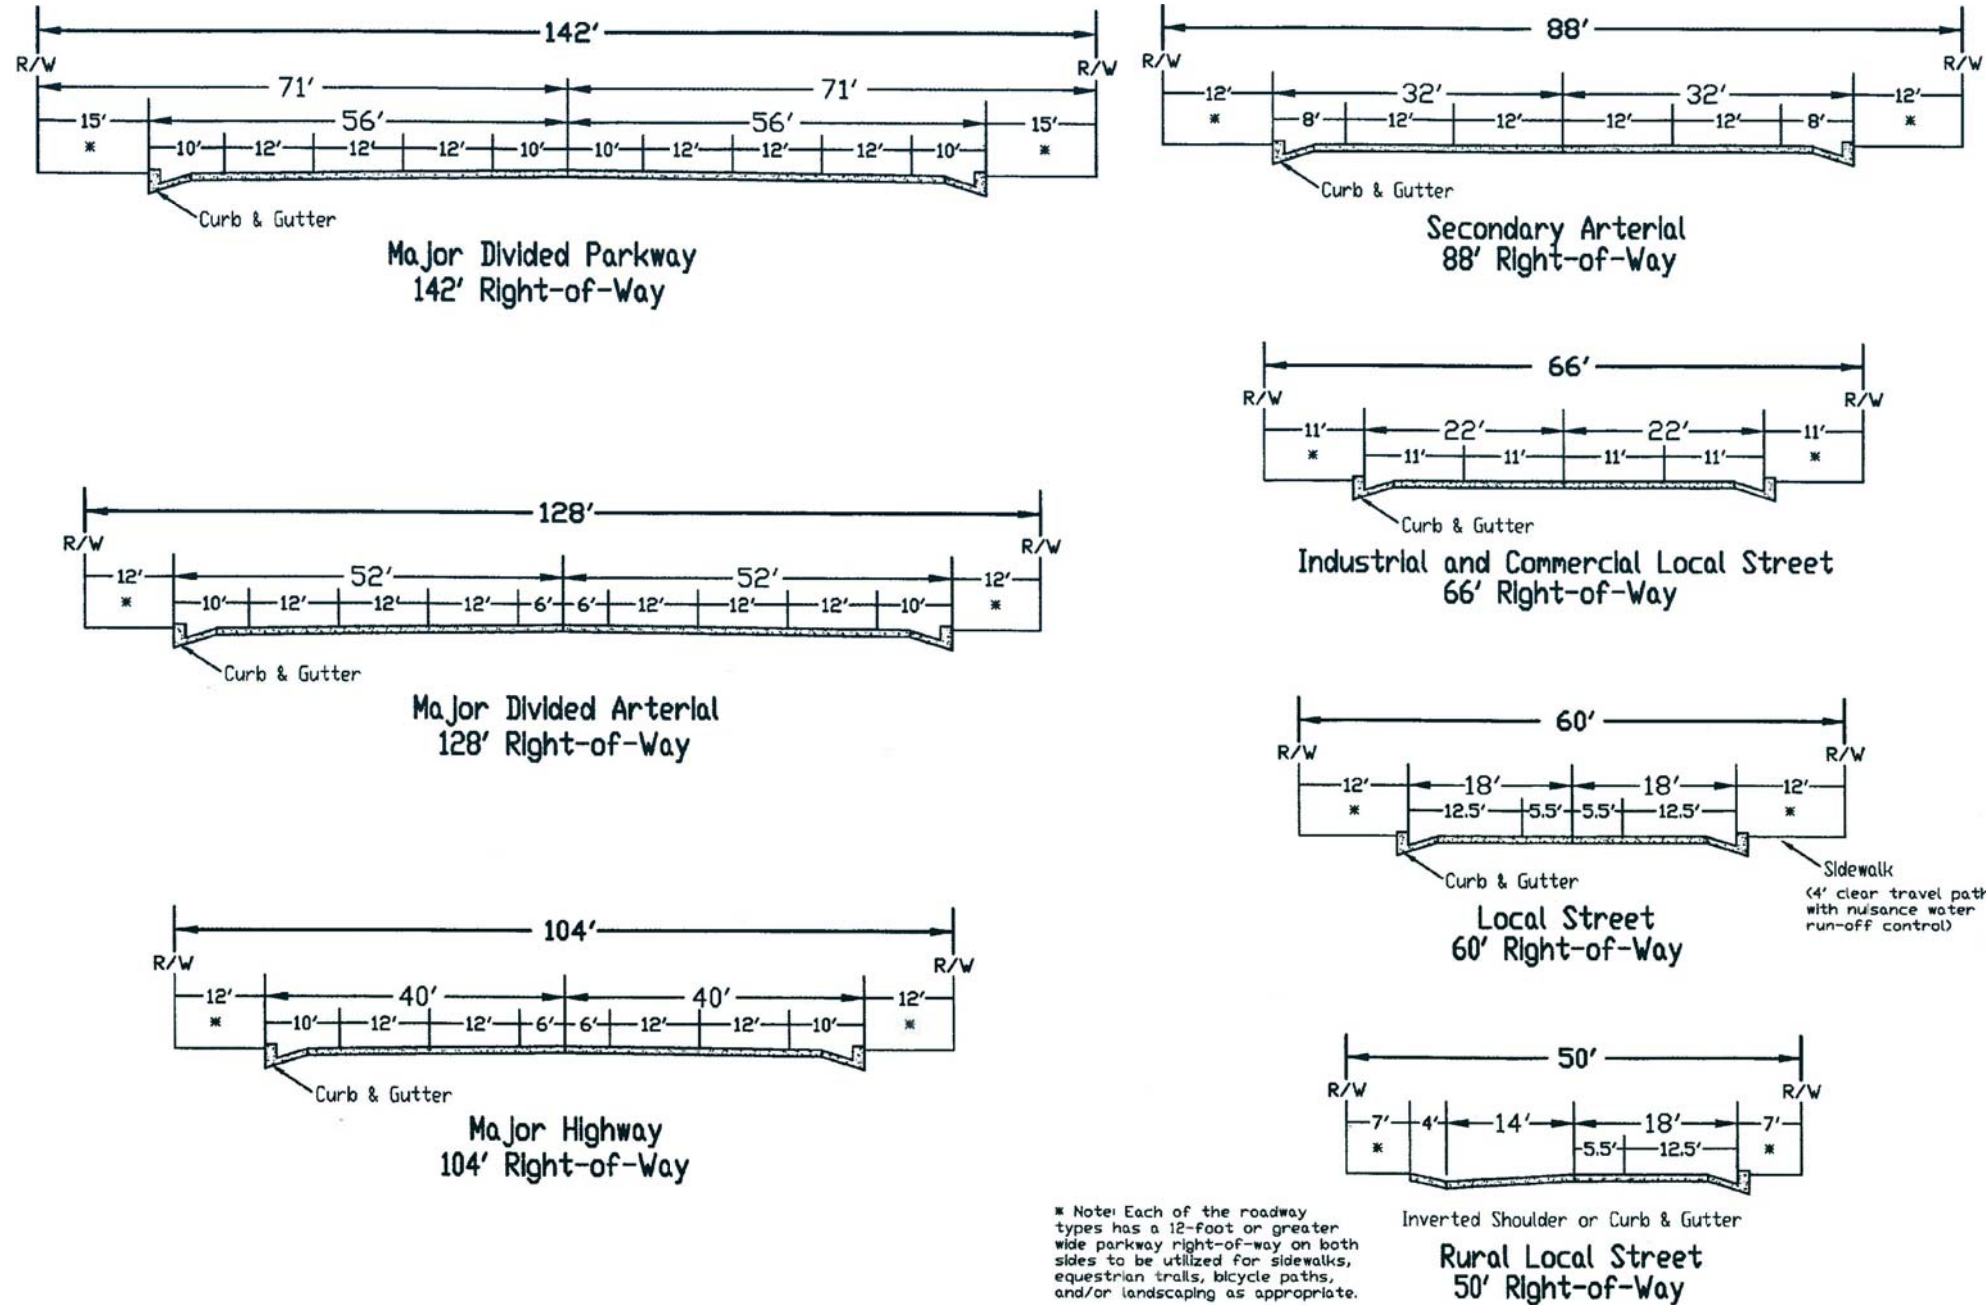 142'
R/W
R/W
71'
71'
15'
56'
56'
15'
*
10'
12'
12'
12'
10'
10'
12'
12'
12'
10'
*
Curb & Gutter
Major Divided Parkway
142' Right-of-Way
128'
R/W
R/W
12'
52'
52'
12'
*
10'
12'
12'
12'
6'
6'
12'
12'
12'
10'
*
Curb & Gutter
Major Divided Arterial
128' Right-of-Way
104'
R/W
R/W
12'
40'
40'
12'
*
10'
12'
12'
6'
6'
12'
12'
10'
*
Curb & Gutter
Major Highway
104' Right-of-Way
88'
R/W
R/W
12'
32'
32'
12'
*
8'
12'
12'
12'
12'
8'
*
Curb & Gutter
Secondary Arterial
88' Right-of-Way
66'
R/W
R/W
11'
22'
22'
11'
*
11'
11'
11'
11'
*
Curb & Gutter
Industrial and Commercial Local Street
66' Right-of-Way
60'
R/W
R/W
12'
18'
18'
12'
*
12.5'
5.5'
5.5'
12.5'
*
Curb & Gutter
Sidewalk
(4' clear travel path
with nuisance water
run-off control)
Local Street
60' Right-of-Way
50'
R/W
R/W
7'
4'
14'
18'
7'
*
5.5'
12.5'
*
Inverted Shoulder or Curb & Gutter
Rural Local Street
50' Right-of-Way
* Note: Each of the roadway
types has a 12-foot or greater
wide parkway right-of-way on both
sides to be utilized for sidewalks,
equestrian trails, bicycle paths,
and/or landscaping as appropriate.